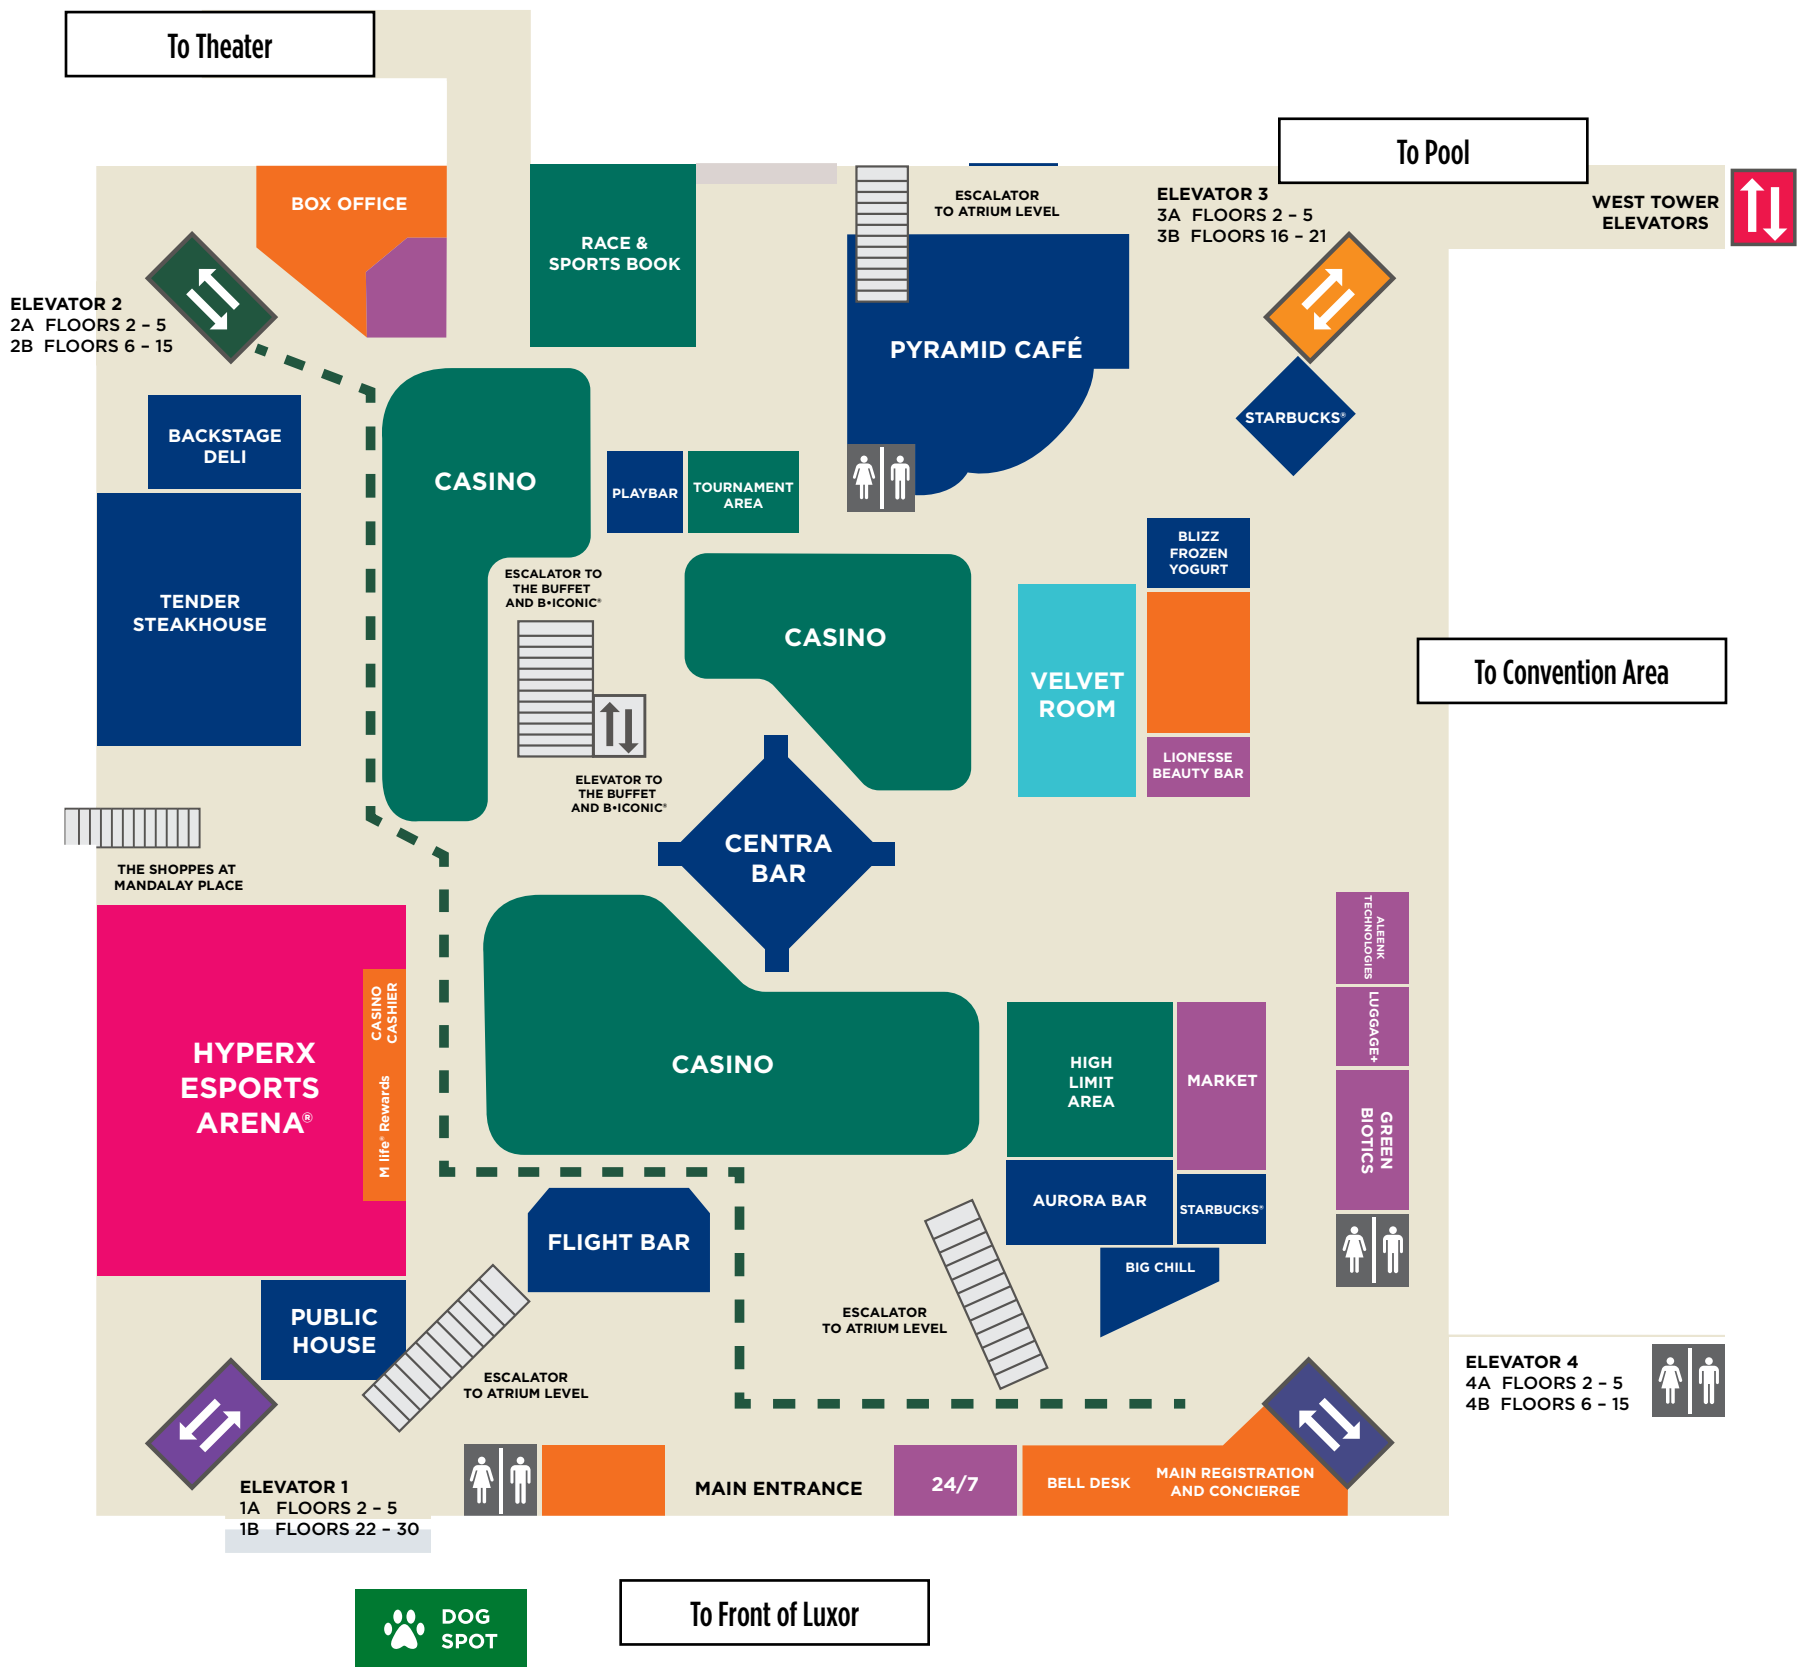 To Theater
To Pool
BOX OFFICE
RACE &
SPORTS BOOK
ESCALATOR
TO ATRIUM LEVEL
ELEVATOR 3
3A FLOORS 2 – 5
3B FLOORS 16 – 21
WEST TOWER
ELEVATORS
ELEVATOR 2
2A FLOORS 2 – 5
2B FLOORS 6 – 15
PYRAMID CAFÉ
STARBUCKS®
BACKSTAGE
DELI
CASINO
PLAYBAR
TOURNAMENT
AREA
BLIZZ
FROZEN
YOGURT
ESCALATOR TO
THE BUFFET
AND B•ICONIC®
TENDER
STEAKHOUSE
CASINO
VELVET
ROOM
To Convention Area
LIONESSE
BEAUTY BAR
ELEVATOR TO
THE BUFFET
AND B•ICONIC®
CENTRA
BAR
THE SHOPPES AT
MANDALAY PLACE
ALEENK
TECHNOLOGIES
LUGGAGE+
GREEN
BIOTICS
CASINO
CASHIER
M life® Rewards
HYPERX
ESPORTS
ARENA®
CASINO
HIGH
LIMIT
AREA
MARKET
AURORA BAR
STARBUCKS®
FLIGHT BAR
BIG CHILL
PUBLIC
HOUSE
ESCALATOR
TO ATRIUM LEVEL
ESCALATOR
TO ATRIUM LEVEL
ELEVATOR 4
4A FLOORS 2 – 5
4B FLOORS 6 – 15
ELEVATOR 1
1A FLOORS 2 – 5
1B FLOORS 22 – 30
MAIN ENTRANCE
24/7
BELL DESK
MAIN REGISTRATION
AND CONCIERGE
DOG
SPOT
To Front of Luxor